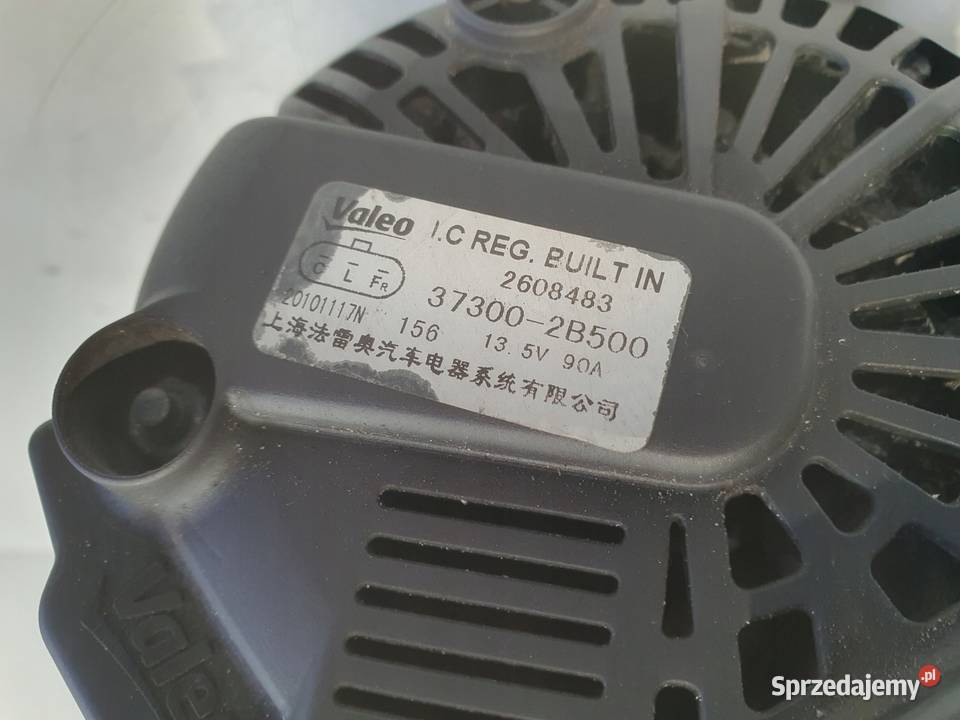 Valeo I.C REG. BUILT IN
2608483
C L FR
37300-2B500
20101117N 156 13.5V 90A
上海法雷奥汽车电器系统有限公司
Valeo
Sprzedajemy.pl